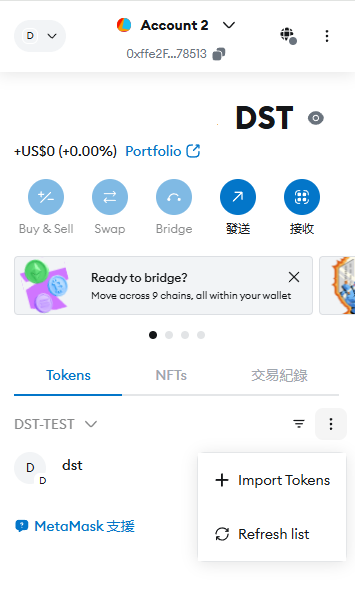 D
Account 2
0xffe2F...78513
DST
+US$0 (+0.00%) Portfolio
Buy & Sell
Swap
Bridge
發送
接收
Ready to bridge?
Move across 9 chains, all within your wallet
Tokens
NFTs
交易紀錄
DST-TEST
D
D
dst
Import Tokens
MetaMask 支援
Refresh list